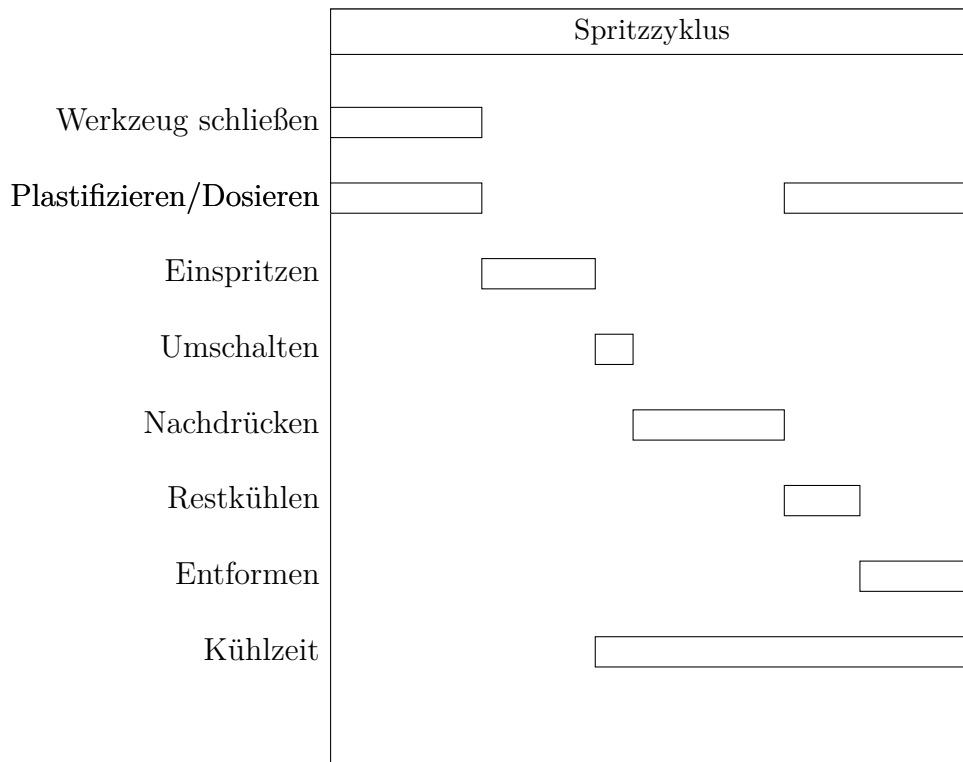 Spritzzyklus
Werkzeug schließen
Plastifizieren/Dosieren
Einspritzen
Umschalten
Nachdrücken
Restkühlen
Entformen
Kühlzeit